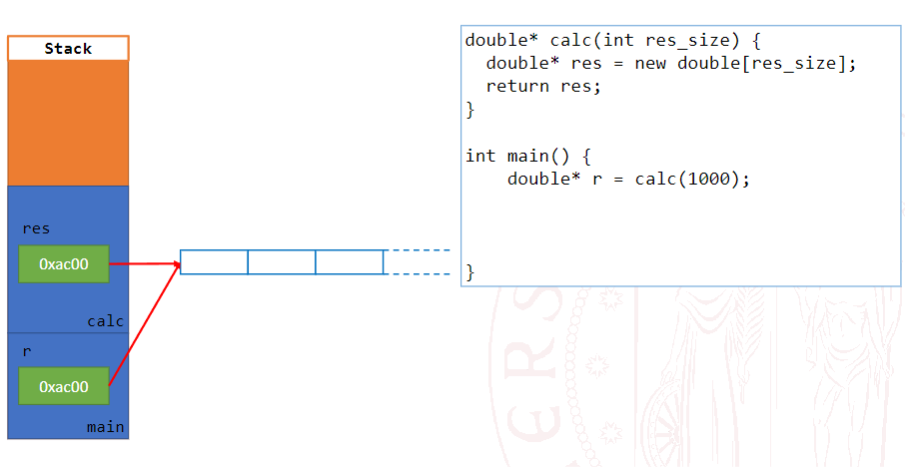 Stack
res
0xac00
calc
r
0xac00
main
double* calc(int res_size) {
  double* res = new double[res_size];
  return res;
}
int main() {
    double* r = calc(1000);
}
ERS